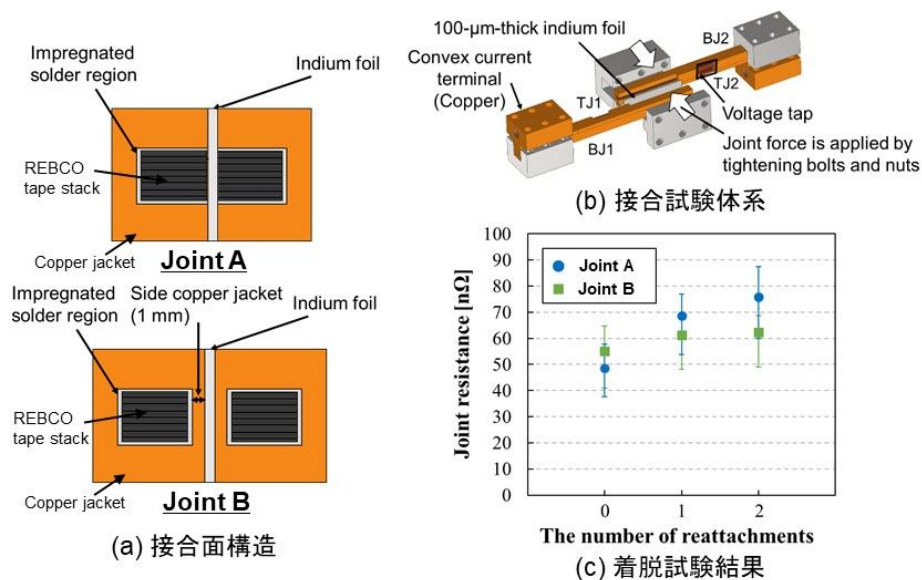 Impregnated
solder region
Indium foil
REBCO
tape stack
Copper jacket
Joint A
Impregnated
solder region
Side copper jacket
(1 mm)
Indium foil
REBCO
tape stack
Copper jacket
Joint B
(a) 接合面構造
100-μm-thick indium foil
Convex current
terminal
(Copper)
BJ2
TJ2
TJ1
BJ1
Voltage tap
Joint force is applied by
tightening bolts and nuts
(b) 接合試験体系
Joint resistance [nΩ]
100
90
80
70
60
50
40
30
20
10
0
Joint A
Joint B
0 1 2
The number of reattachments
(c) 着脱試験結果